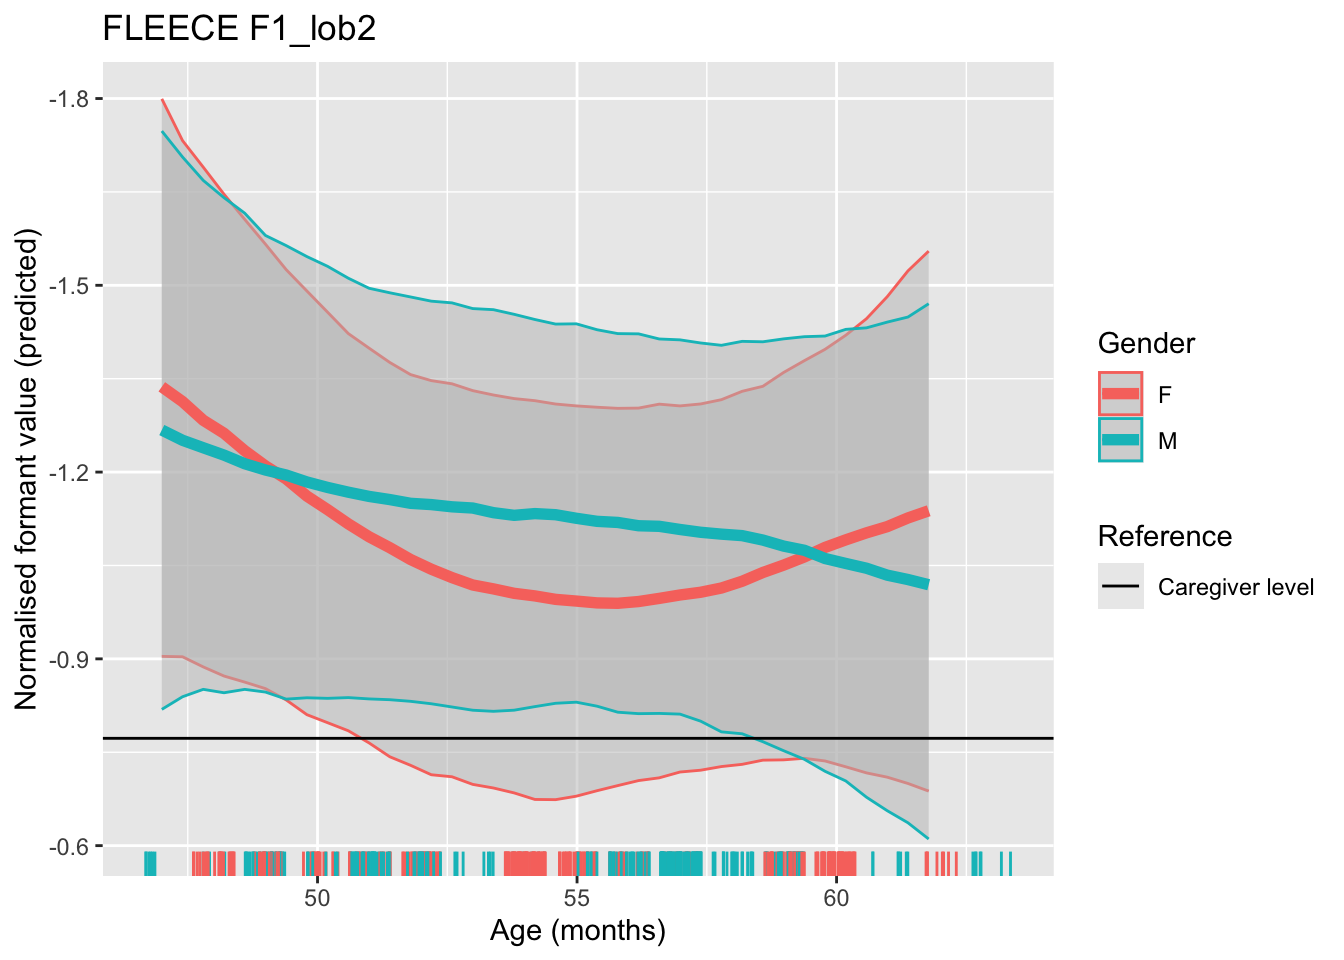 FLEECE F1_lob2
Normalised formant value (predicted)
-1.8
-1.5
-1.2
-0.9
-0.6
50
55
60
Age (months)
Gender
F
M
Reference
Caregiver level